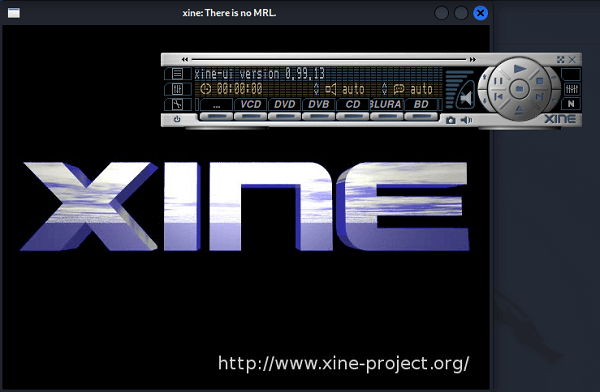 xine: There is no MRL.
xine-ui version 0.99.13
00:00:00 auto auto
... VCD DVD DVB CD BLURA BD
N
XINE
XINE
http://www.xine-project.org/